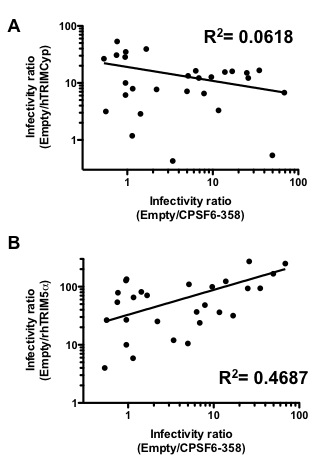 A
R²= 0.0618
Infectivity ratio
(Empty/hTRIMCyp)
100
10
1
1
10
100
Infectivity ratio
(Empty/CPSF6-358)
B
Infectivity ratio
(Empty/rhTRIM5α)
100
10
1
R²= 0.4687
1
10
100
Infectivity ratio
(Empty/CPSF6-358)